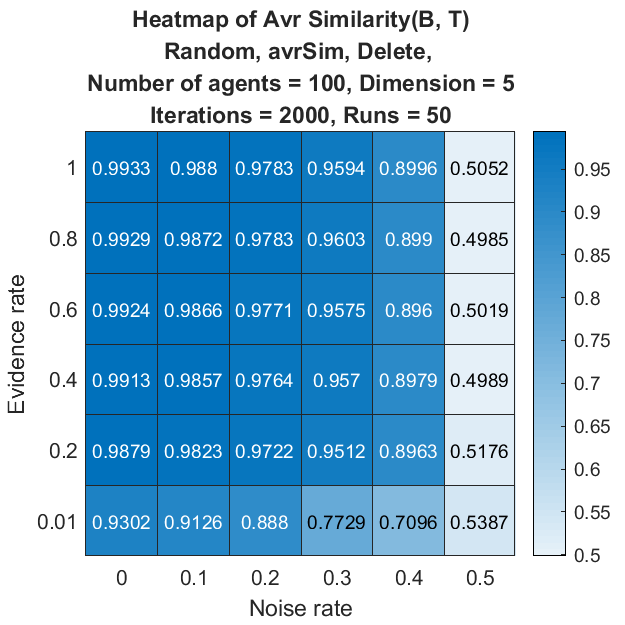 Heatmap of Avr Similarity(B, T)
Random, avrSim, Delete,
Number of agents = 100, Dimension = 5
Iterations = 2000, Runs = 50
Evidence rate
1 0.9933 0.988 0.9783 0.9594 0.8996 0.5052
0.8 0.9929 0.9872 0.9783 0.9603 0.899 0.4985
0.6 0.9924 0.9866 0.9771 0.9575 0.896 0.5019
0.4 0.9913 0.9857 0.9764 0.957 0.8979 0.4989
0.2 0.9879 0.9823 0.9722 0.9512 0.8963 0.5176
0.01 0.9302 0.9126 0.888 0.7729 0.7096 0.5387
0 0.1 0.2 0.3 0.4 0.5
Noise rate
0.95
0.9
0.85
0.8
0.75
0.7
0.65
0.6
0.55
0.5